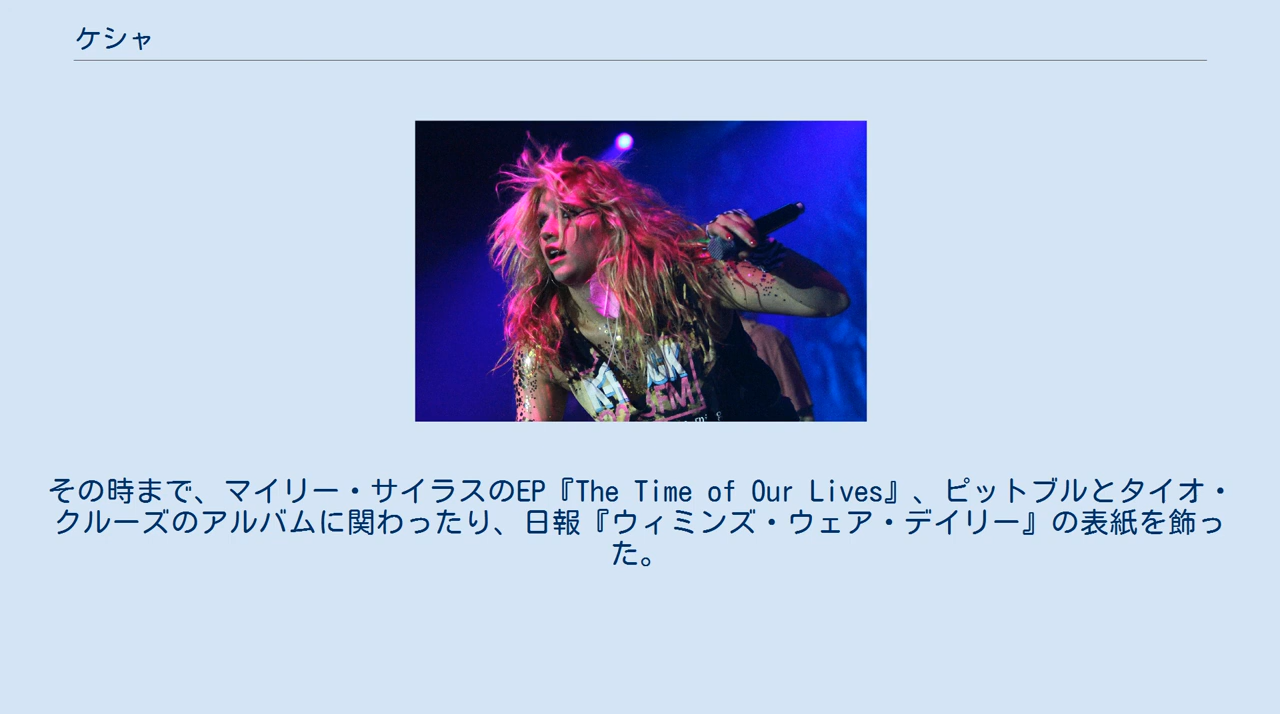 ケシャ
その時まで、マイリー・サイラスのEP『The Time of Our Lives』、ピットブルとタイオ・
クルーズのアルバムに関わったり、日報『ウィミンズ・ウェア・デイリー』の表紙を飾っ
た。